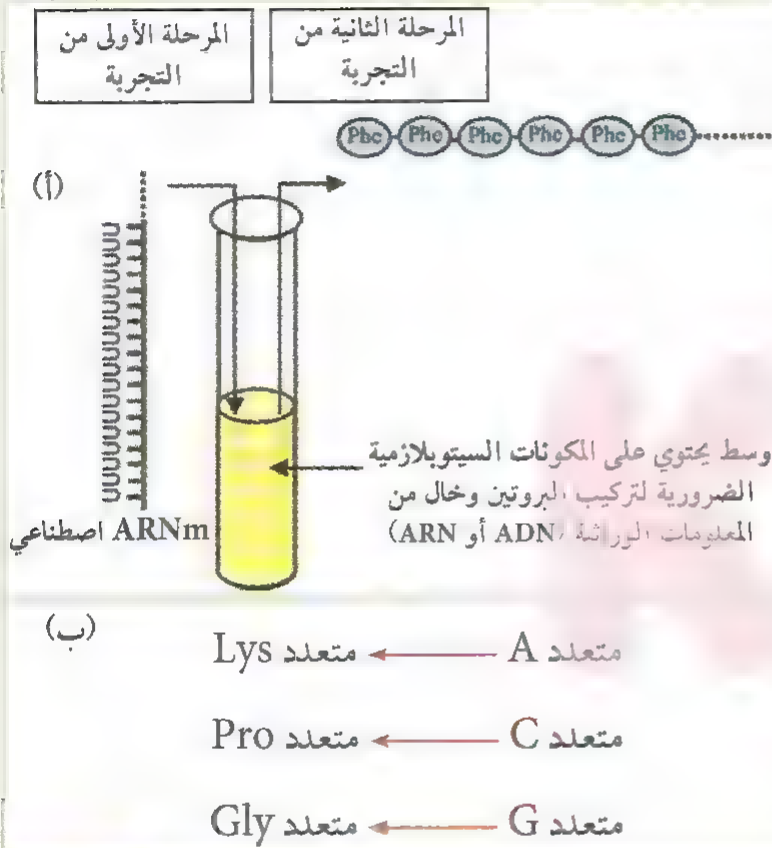 المرحلة الأولى من
التجربة
المرحلة الثانية من
التجربة
Phe Phe Phe Phe Phe Phe
(أ)
UUUUUUUUUUUUUUUUUU
ARNm اصطناعي
وسط يحتوي على المكونات السيتوبلازمية
الضرورية لتركيب البروتين وخال من
المعلومات الوراثية (ADN أو ARN)
(ب)
متعدد A متعدد Lys
متعدد C متعدد Pro
متعدد G متعدد Gly